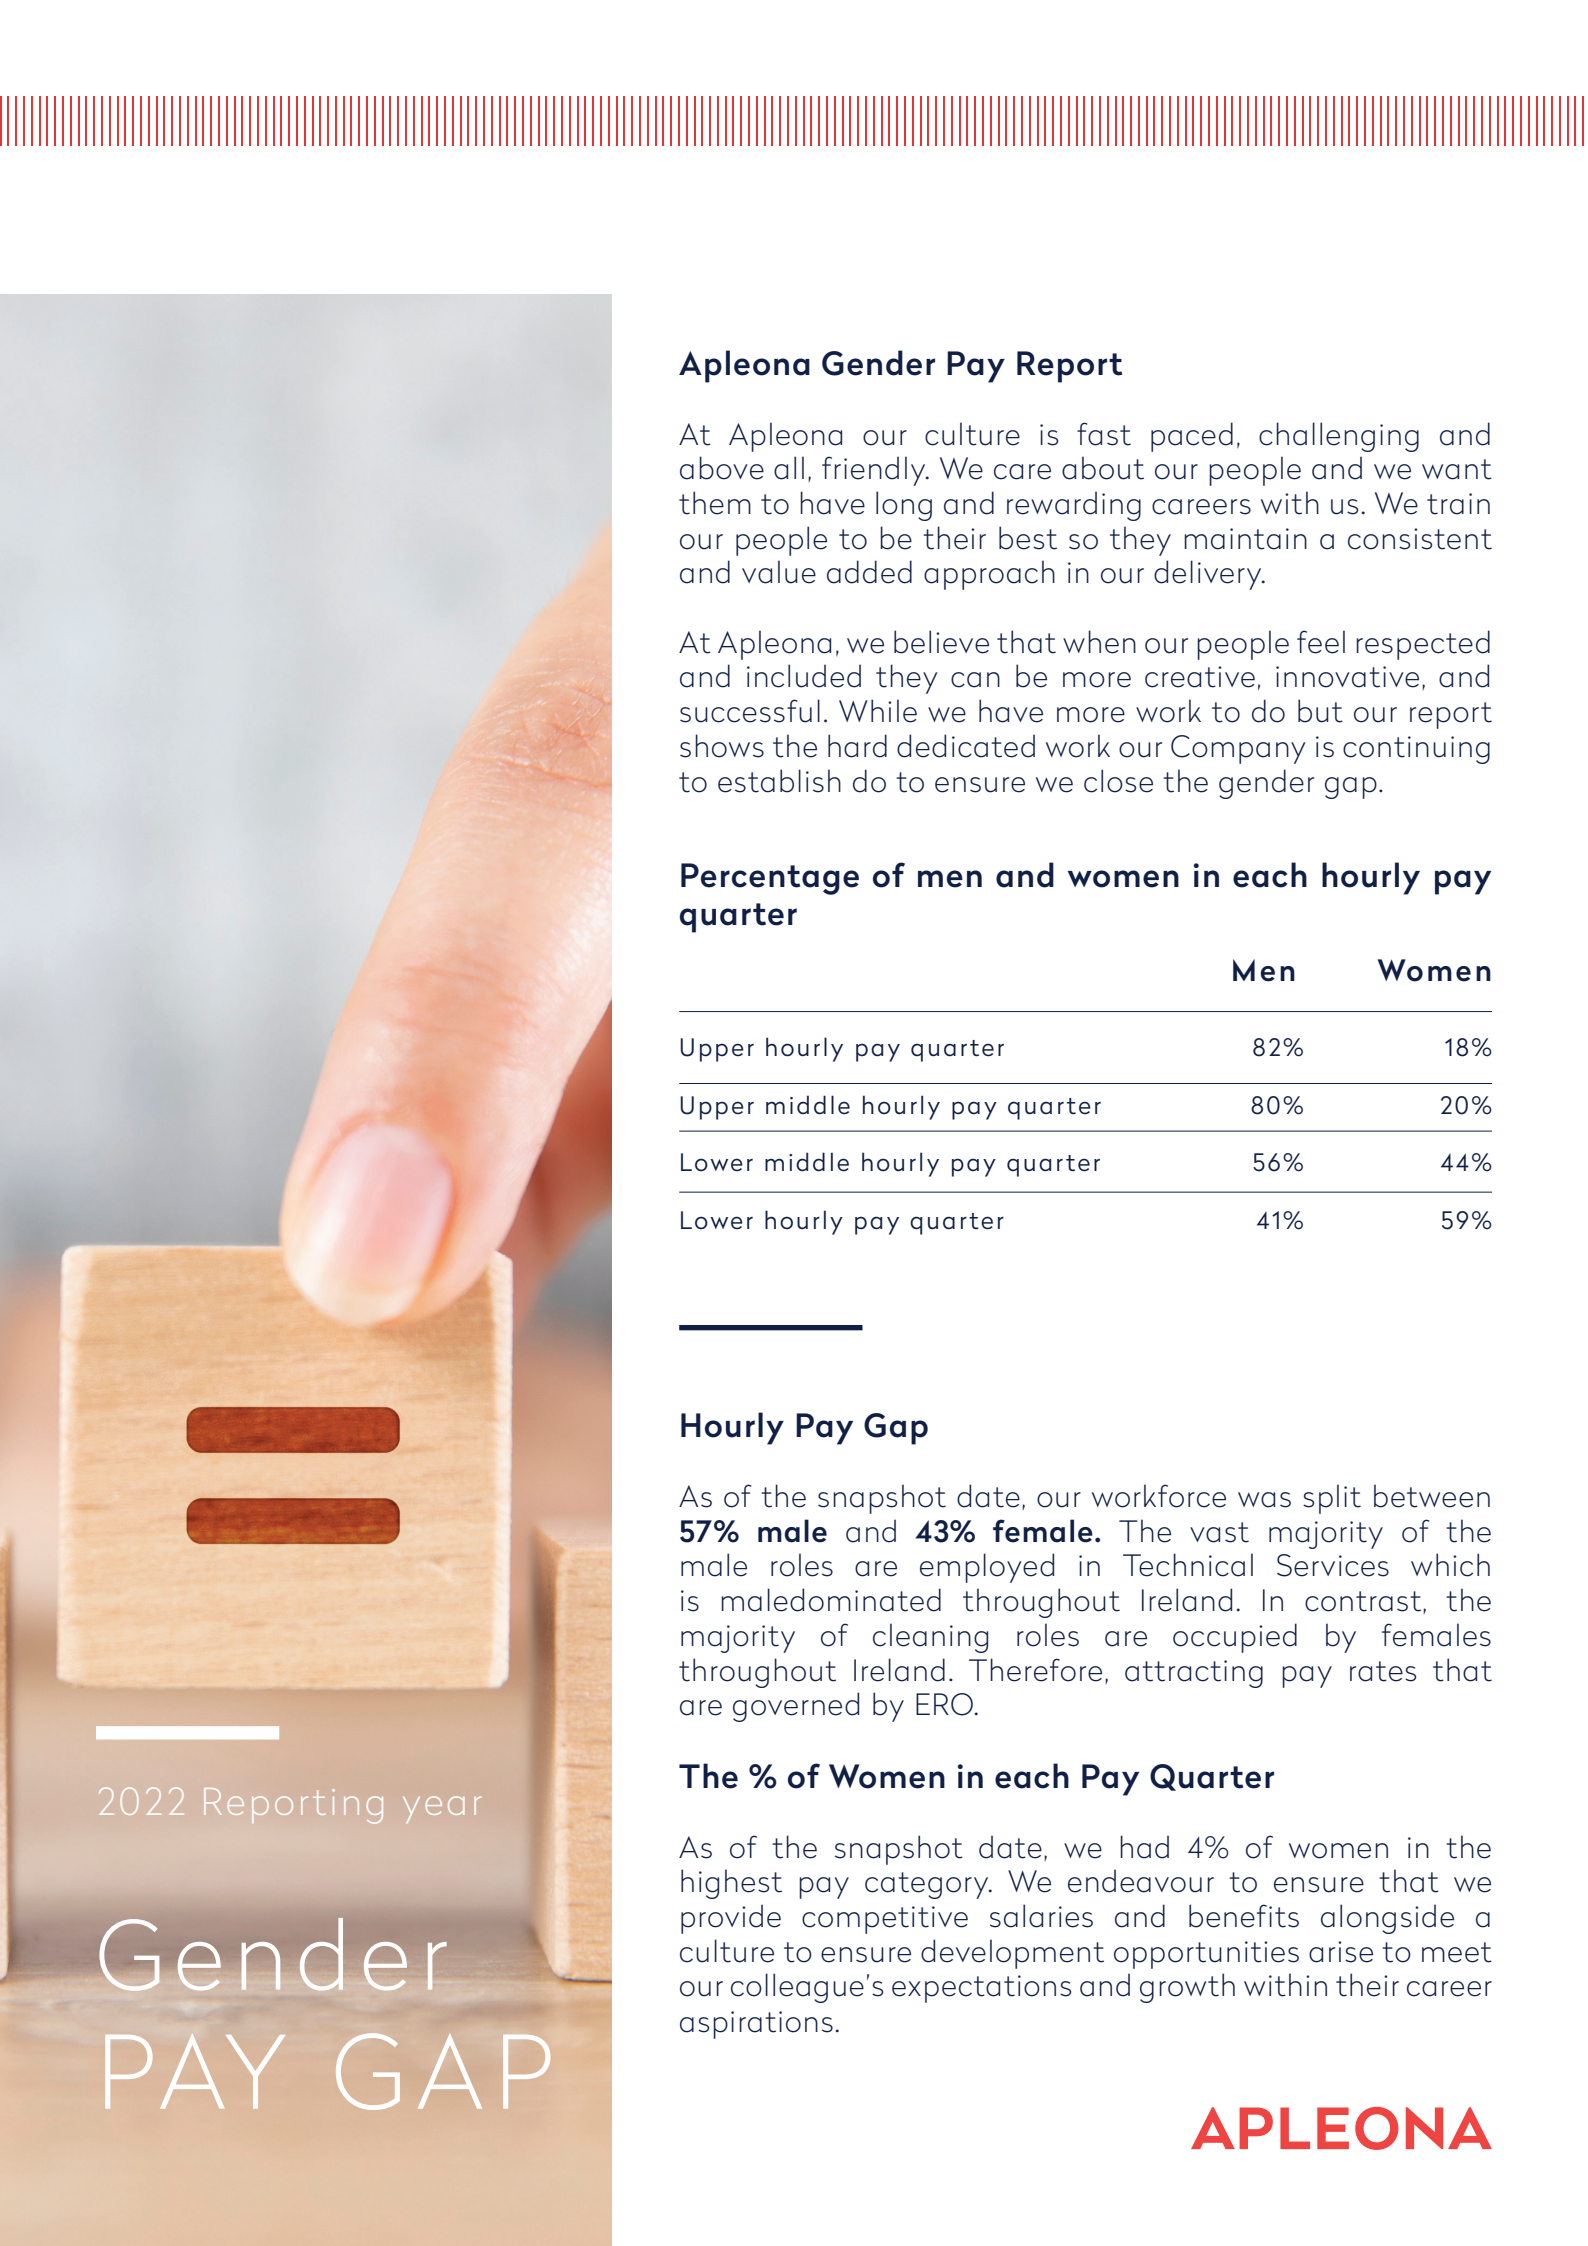 Apleona Gender Pay Report
At Apleona our culture is fast paced, challenging and
above all, friendly. We care about our people and we want
them to have long and rewarding careers with us. We train
our people to be their best so they maintain a consistent
and value added approach in our delivery.
At Apleona, we believe that when our people feel respected
and included they can be more creative, innovative, and
successful. While we have more work to do but our report
shows the hard dedicated work our Company is continuing
to establish do to ensure we close the gender gap.
Percentage of men and women in each hourly pay
quarter
Men Women
Upper hourly pay quarter 82% 18%
Upper middle hourly pay quarter 80% 20%
Lower middle hourly pay quarter 56% 44%
Lower hourly pay quarter 41% 59%
Hourly Pay Gap
As of the snapshot date, our workforce was split between
57% male and 43% female. The vast majority of the
male roles are employed in Technical Services which
is maledominated throughout Ireland. In contrast, the
majority of cleaning roles are occupied by females
throughout Ireland. Therefore, attracting pay rates that
are governed by ERO.
The % of Women in each Pay Quarter
As of the snapshot date, we had 4% of women in the
highest pay category. We endeavour to ensure that we
provide competitive salaries and benefits alongside a
culture to ensure development opportunities arise to meet
our colleague's expectations and growth within their career
aspirations.
2022 Reporting year
Gender
PAY GAP
APLEONA